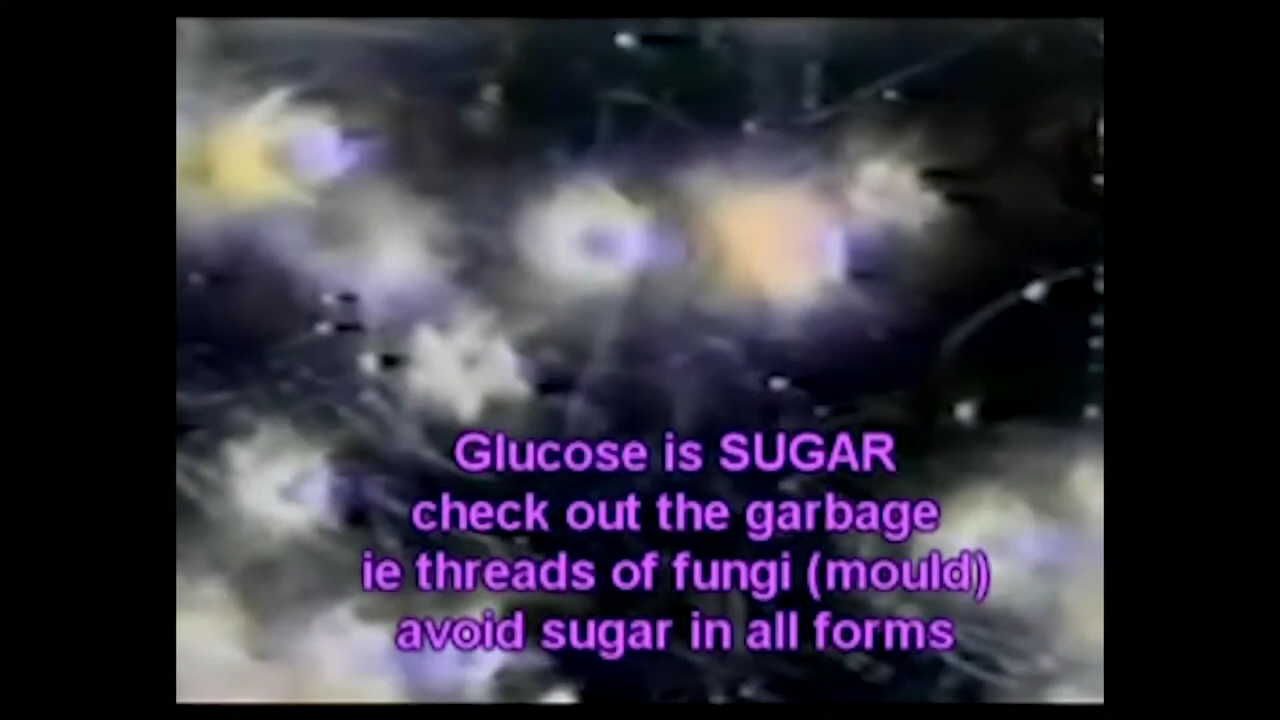 Glucose is SUGAR
check out the garbage
ie threads of fungi (mould)
avoid sugar in all forms